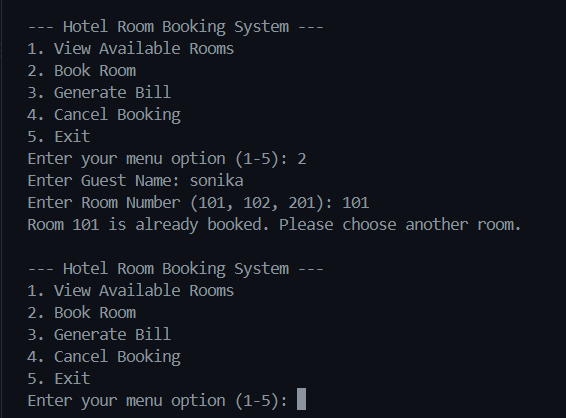 --- Hotel Room Booking System ---
1. View Available Rooms
2. Book Room
3. Generate Bill
4. Cancel Booking
5. Exit
Enter your menu option (1-5): 2
Enter Guest Name: sonika
Enter Room Number (101, 102, 201): 101
Room 101 is already booked. Please choose another room.

--- Hotel Room Booking System ---
1. View Available Rooms
2. Book Room
3. Generate Bill
4. Cancel Booking
5. Exit
Enter your menu option (1-5):